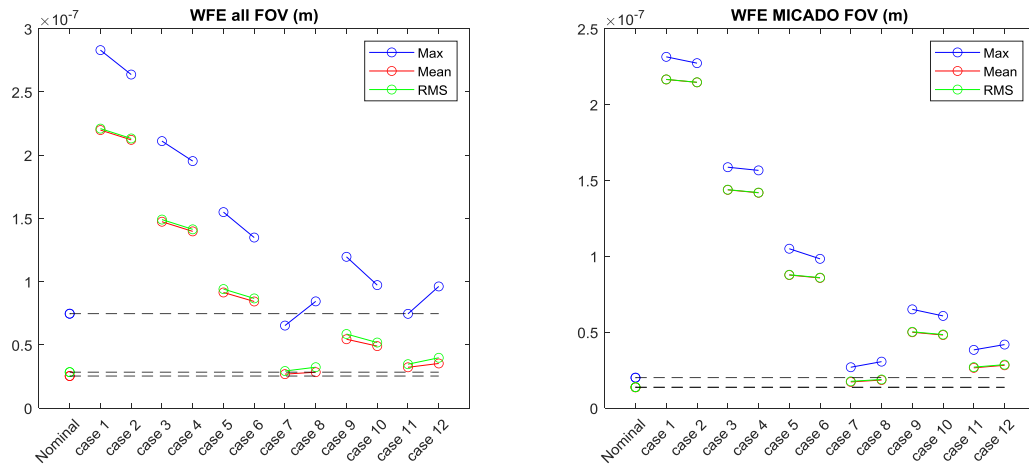 WFE all FOV (m)
×10⁻⁷
3
2.5
2
1.5
1
0.5
0
Max
Mean
RMS
Nominal
case 1
case 2
case 3
case 4
case 5
case 6
case 7
case 8
case 9
case 10
case 11
case 12
WFE MICADO FOV (m)
×10⁻⁷
2.5
2
1.5
1
0.5
0
Max
Mean
RMS
Nominal
case 1
case 2
case 3
case 4
case 5
case 6
case 7
case 8
case 9
case 10
case 11
case 12